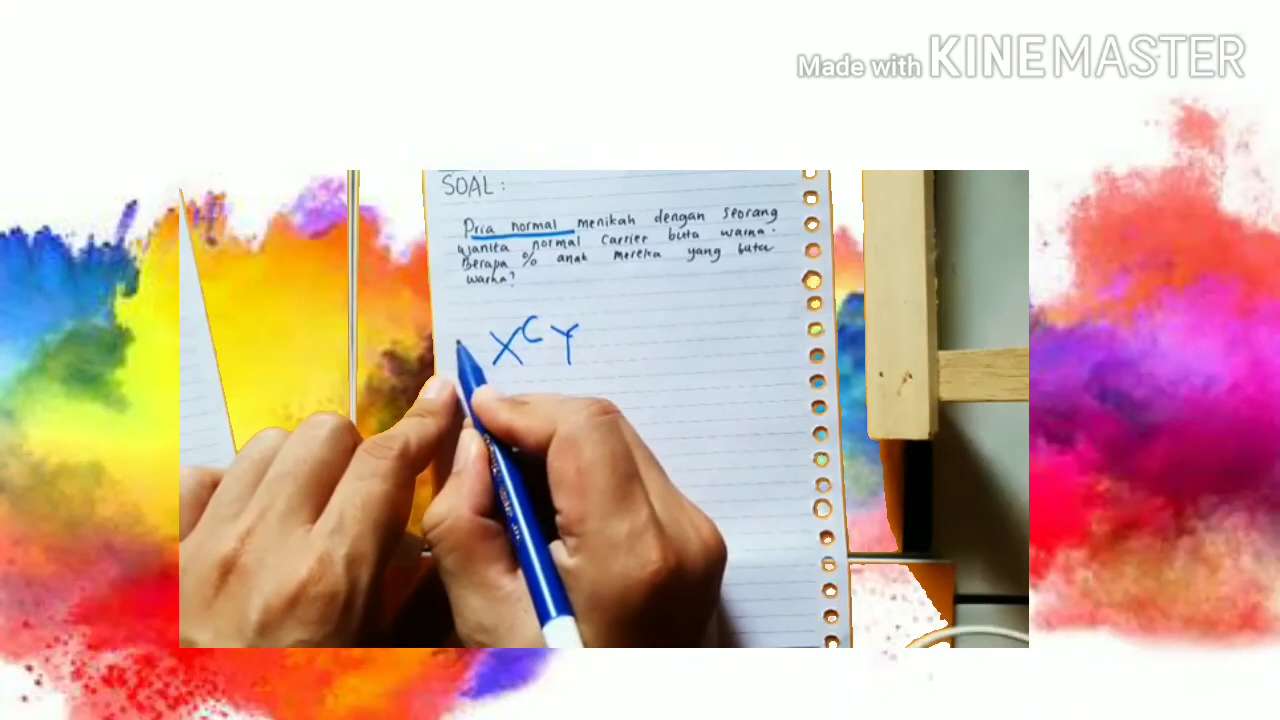 Made with KINEMASTER
SOAL :
Pria normal menikah dengan seorang
wanita normal carrier buta warna.
Berapa % anak mereka yang buta
warna?
X^C Y